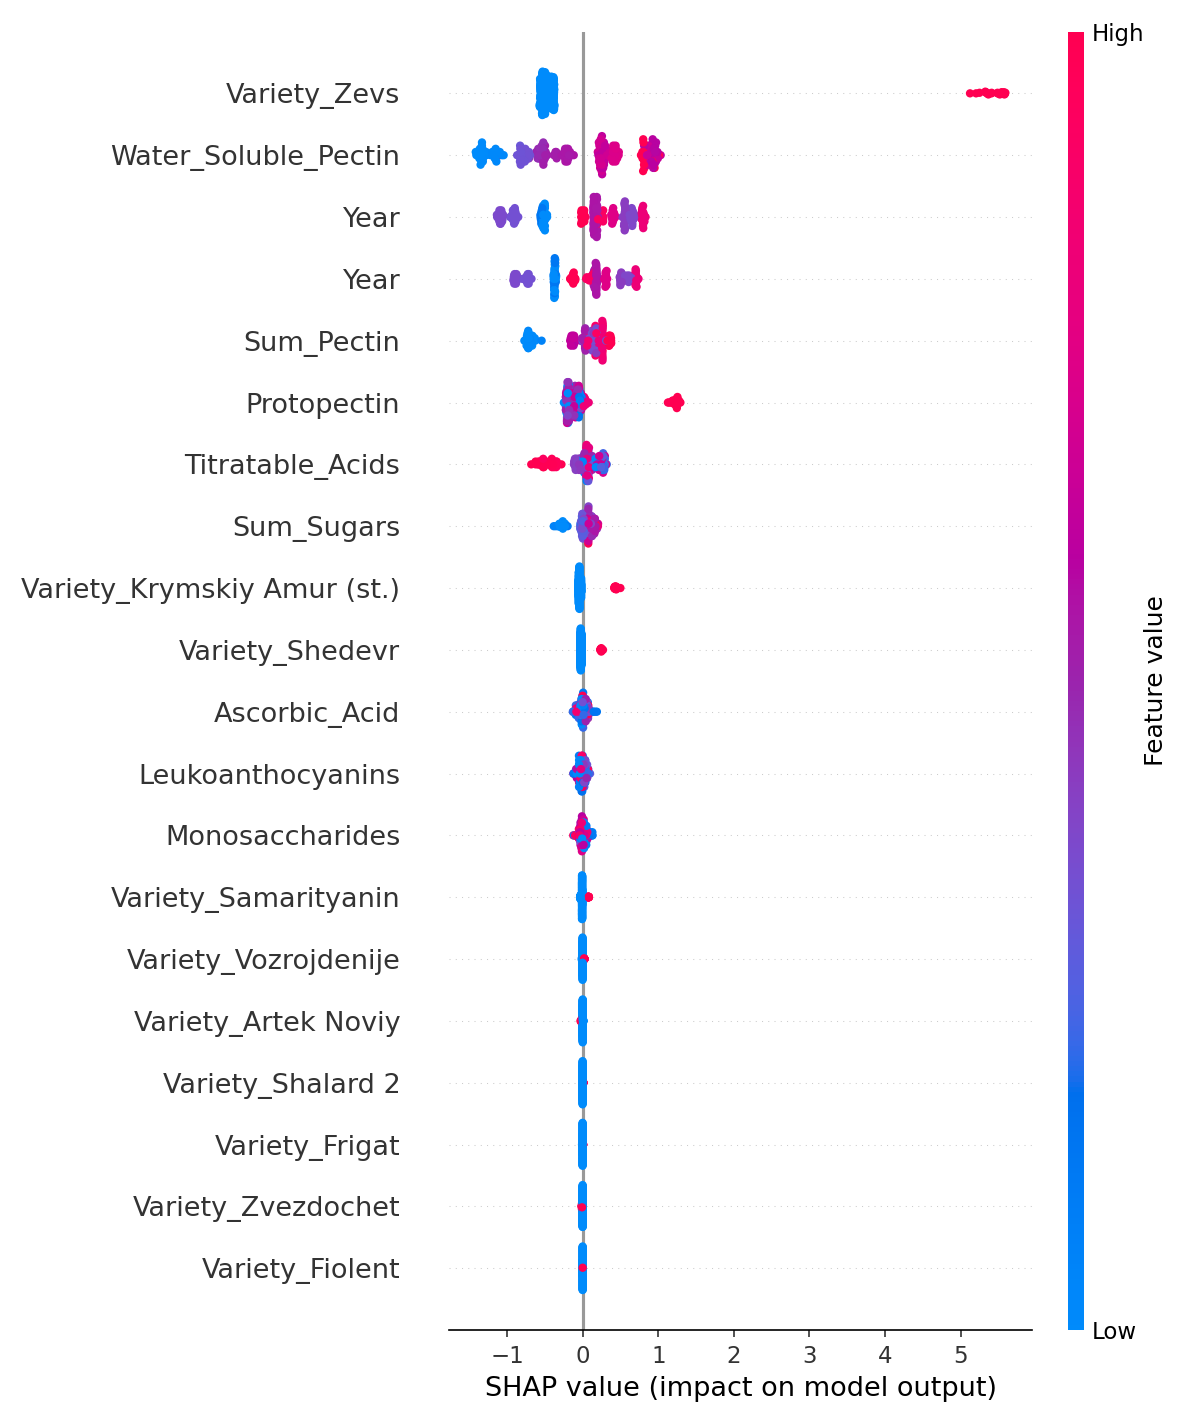 High
Variety_Zevs
Water_Soluble_Pectin
Year
Year
Sum_Pectin
Protopectin
Titratable_Acids
Sum_Sugars
Variety_Krymskiy Amur (st.)
Variety_Shedevr
Ascorbic_Acid
Leukoanthocyanins
Monosaccharides
Variety_Samarityanin
Variety_Vozrojdenije
Variety_Artek Noviy
Variety_Shalard 2
Variety_Frigat
Variety_Zvezdochet
Variety_Fiolent
Feature value
Low
−1 0 1 2 3 4 5
SHAP value (impact on model output)